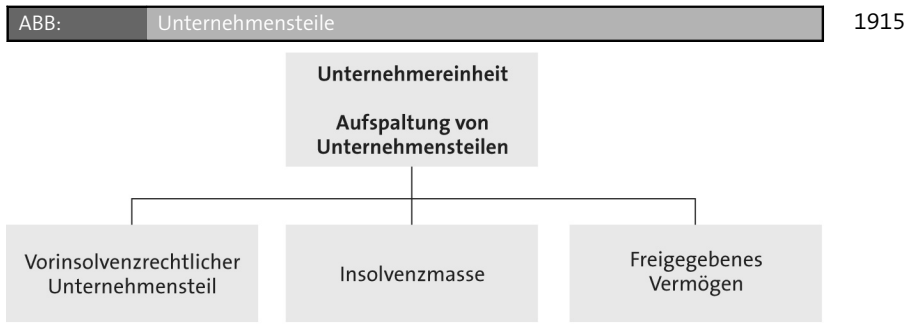 ABB: Unternehmensteile
1915
Unternehmereinheit
Aufspaltung von
Unternehmensteilen
Vorinsolvenzrechtlicher
Unternehmensteil
Insolvenzmasse
Freigegebenes
Vermögen